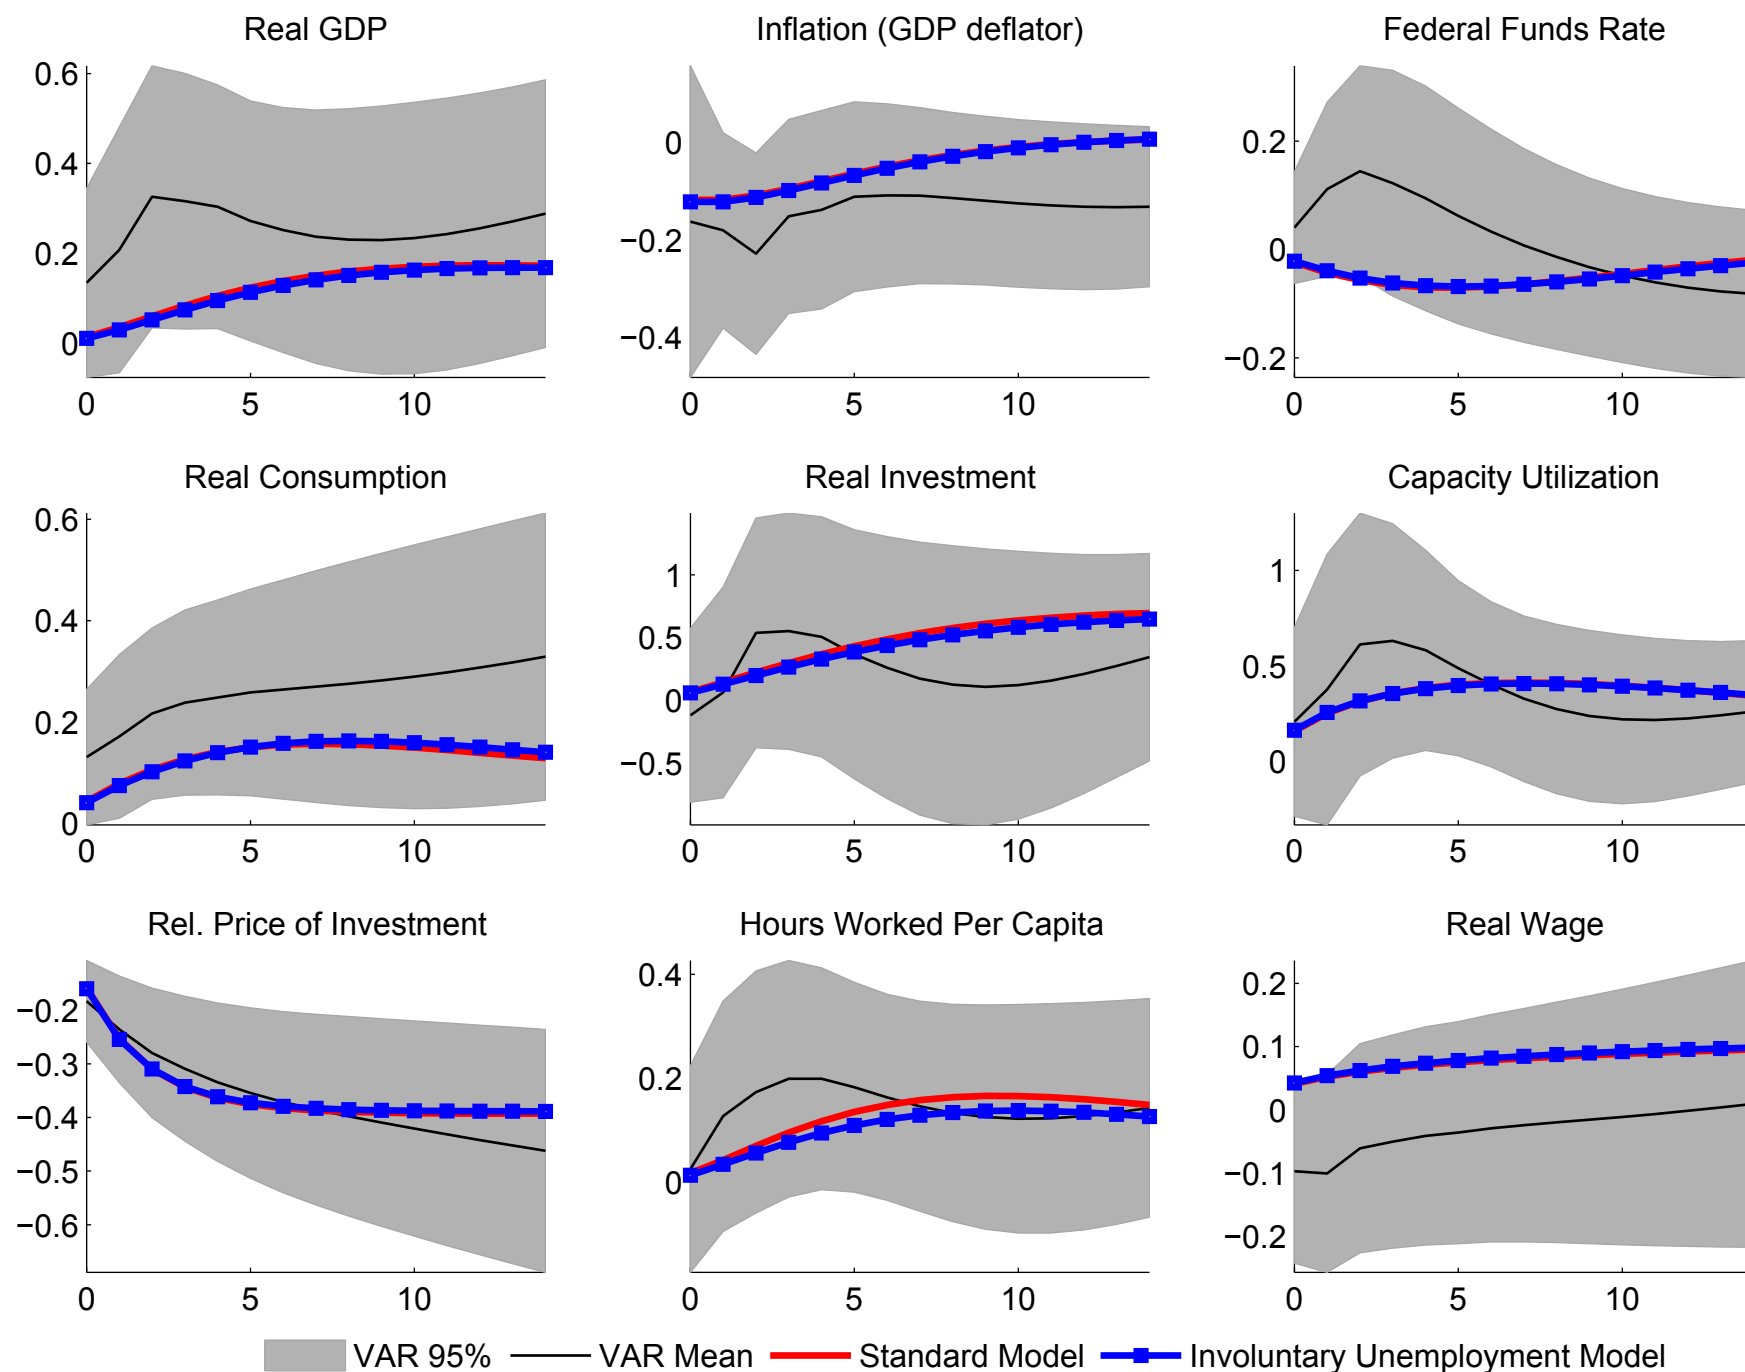 Real GDP
Inflation (GDP deflator)
Federal Funds Rate
0.6
0.4
0.2
0
0 5 10
0
−0.2
−0.4
0 5 10
0.2
0
−0.2
0 5 10
Real Consumption
Real Investment
Capacity Utilization
0.6
0.4
0.2
0
0 5 10
1
0.5
0
−0.5
0 5 10
1
0.5
0
0 5 10
Rel. Price of Investment
Hours Worked Per Capita
Real Wage
−0.2
−0.3
−0.4
−0.5
−0.6
0 5 10
0.4
0.2
0
0 5 10
0.2
0.1
0
−0.1
−0.2
0 5 10
VAR 95% VAR Mean Standard Model Involuntary Unemployment Model